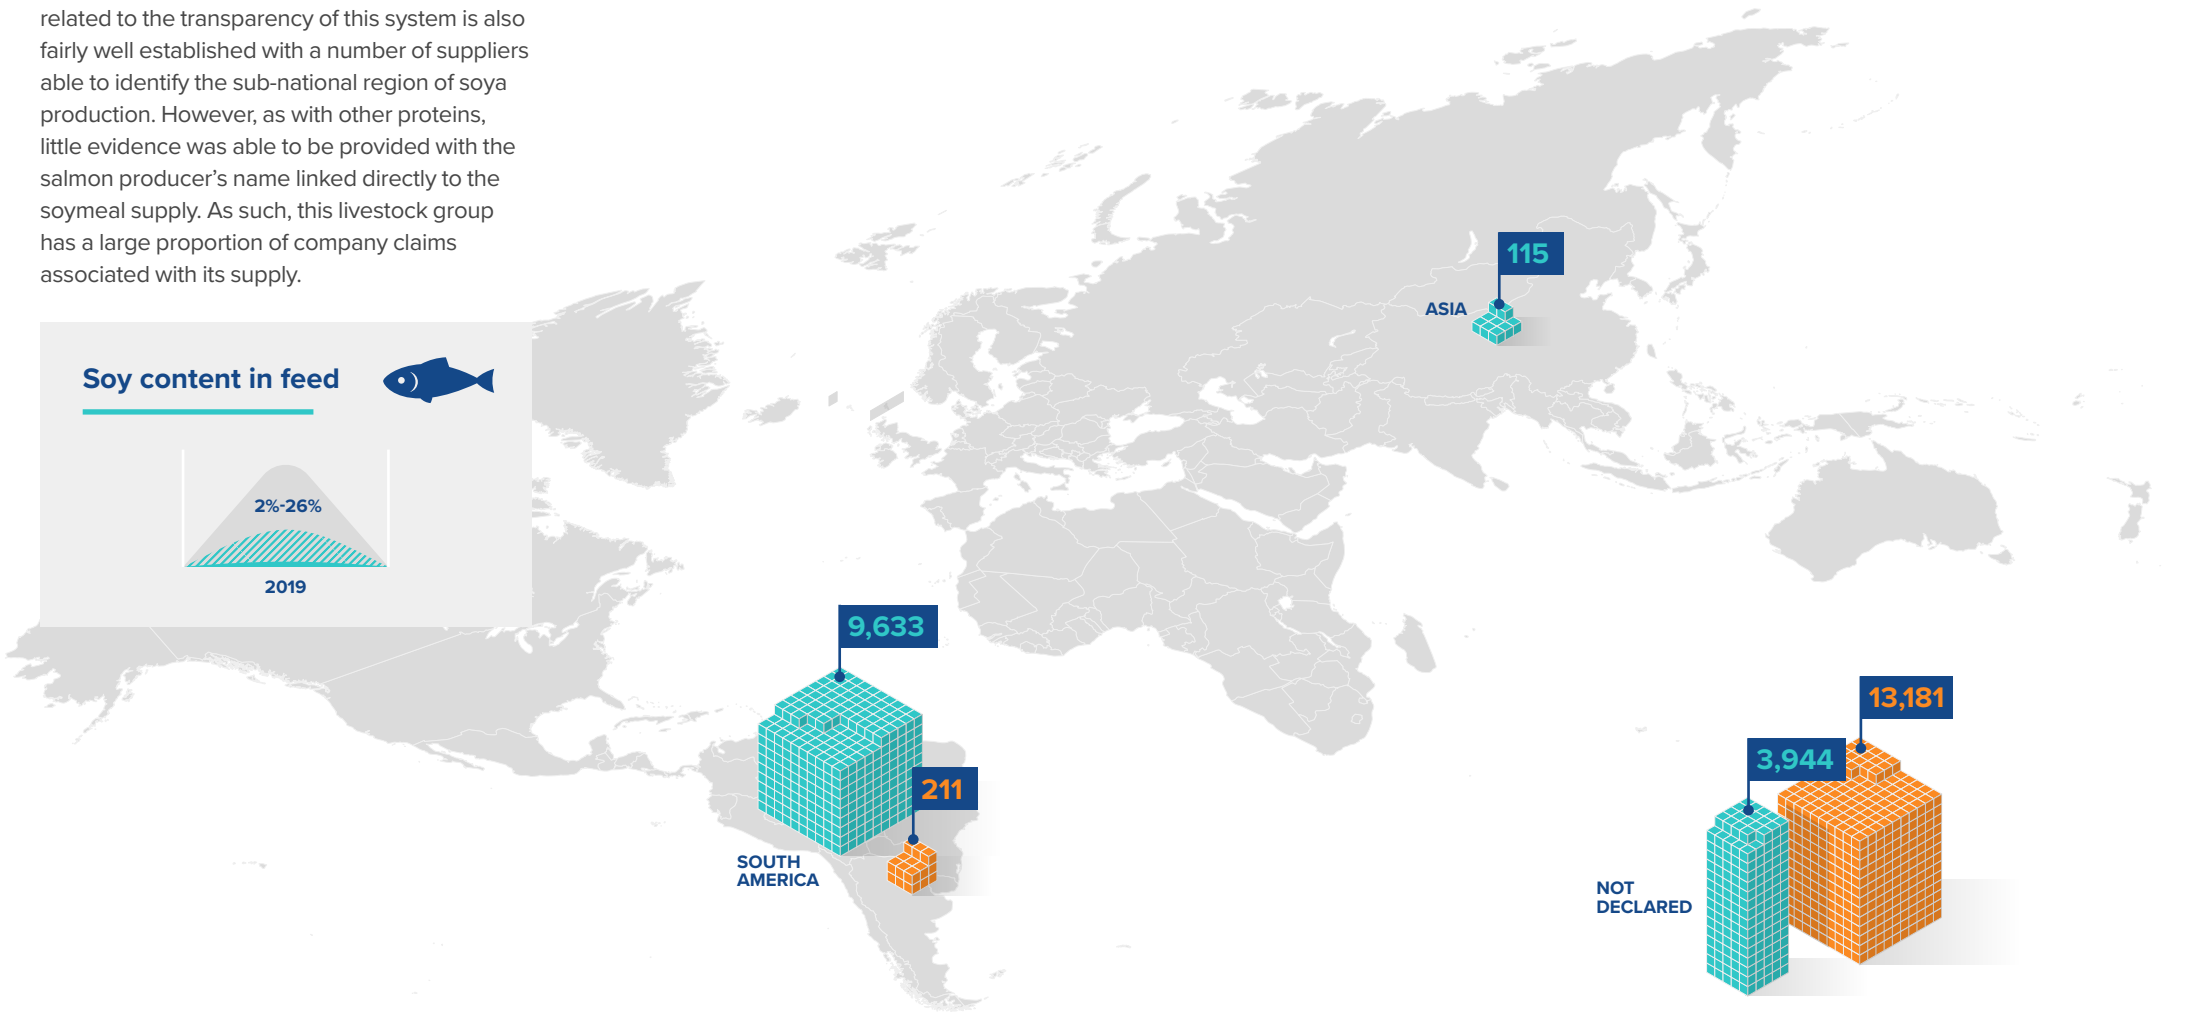 related to the transparency of this system is also
fairly well established with a number of suppliers
able to identify the sub-national region of soya
production. However, as with other proteins,
little evidence was able to be provided with the
salmon producer’s name linked directly to the
soymeal supply. As such, this livestock group
has a large proportion of company claims
associated with its supply.
Soy content in feed
2%-26%
2019
115
ASIA
9,633
211
SOUTH
AMERICA
13,181
3,944
NOT
DECLARED